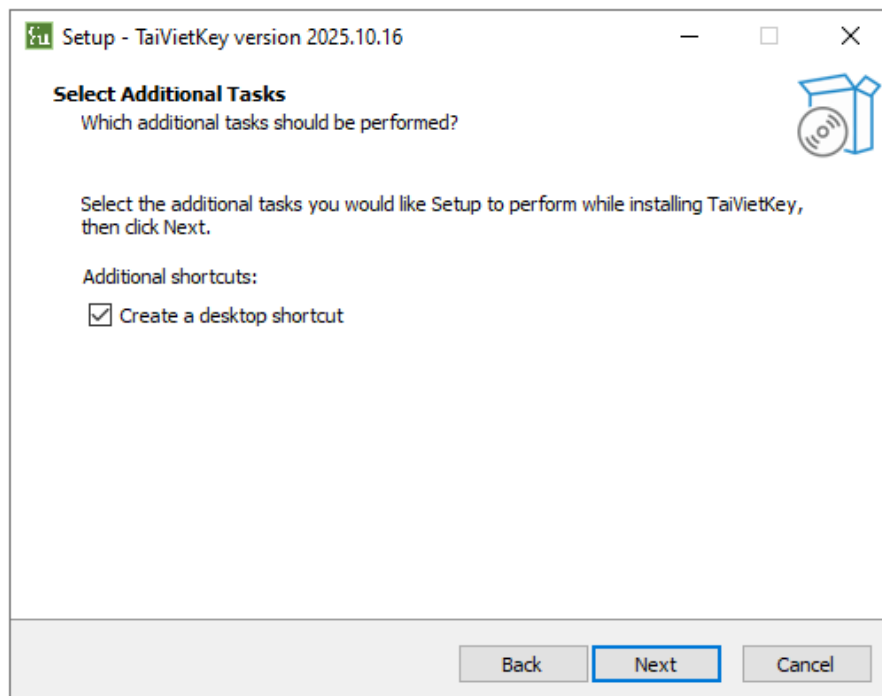 Setup - TaiVietKey version 2025.10.16
Select Additional Tasks
Which additional tasks should be performed?
Select the additional tasks you would like Setup to perform while installing TaiVietKey,
then click Next.
Additional shortcuts:
Create a desktop shortcut
Back
Next
Cancel